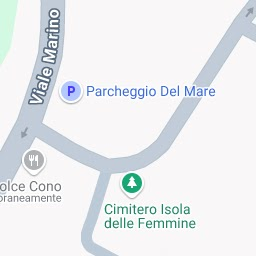 Viale Marino
P
Parcheggio Del Mare
olce Cono
oraneamente
Cimitero Isola
delle Femmine